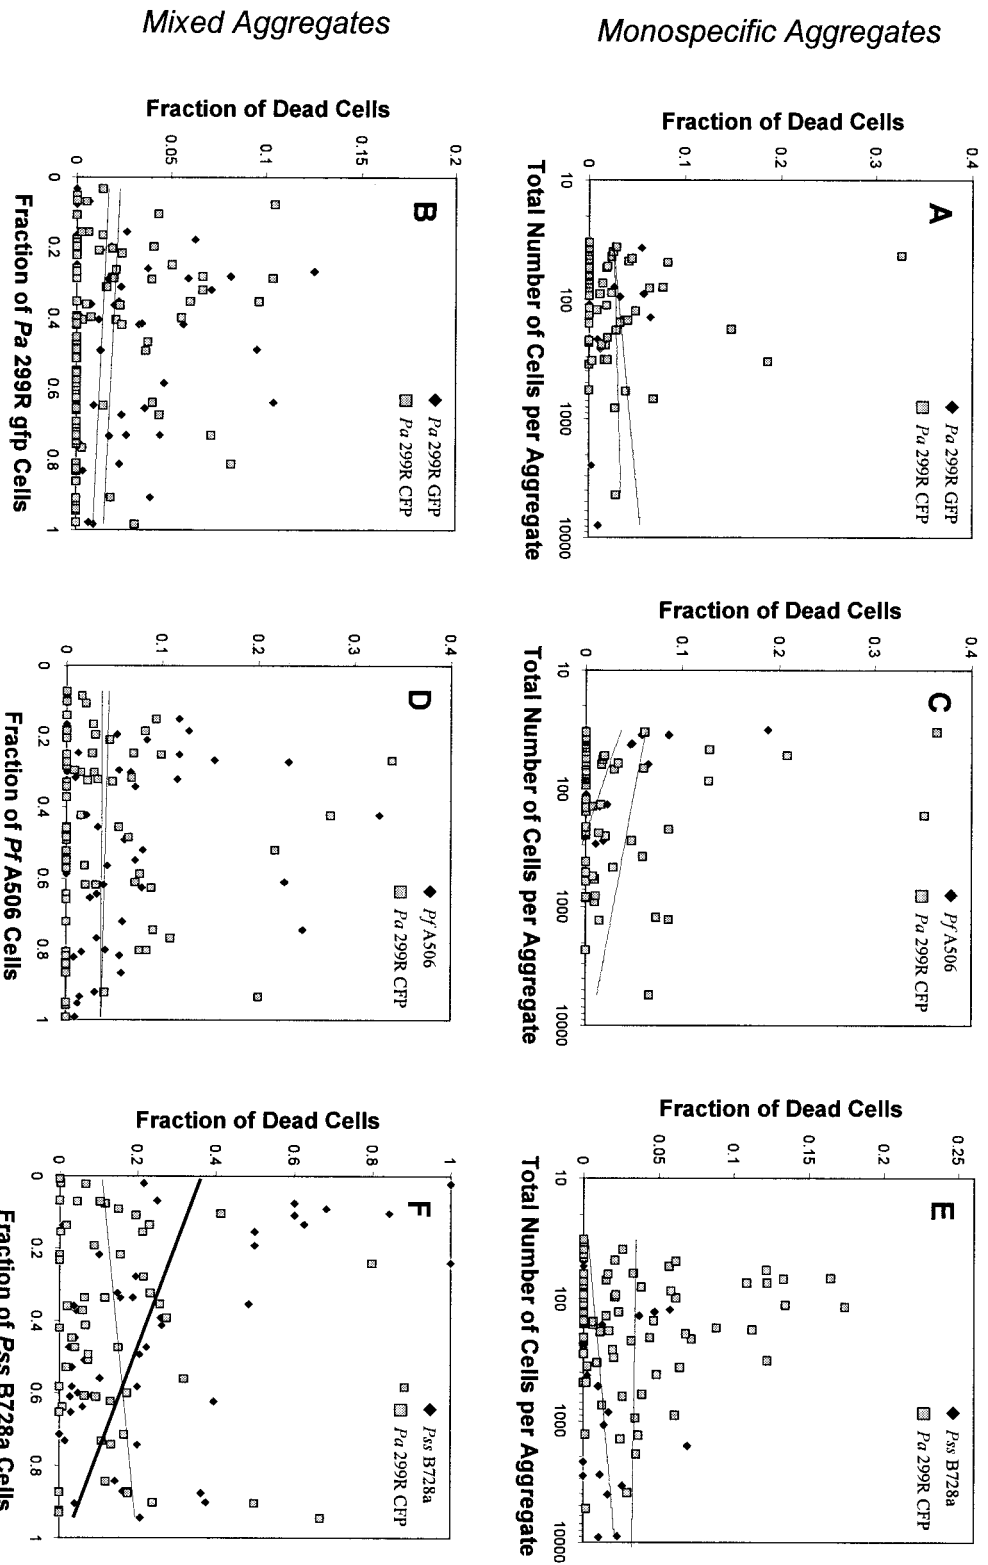 Monospecific Aggregates
A
Fraction of Dead Cells
0.4
0.3
0.2
0.1
0
10
100
1000
10000
Total Number of Cells per Aggregate
Pa 299R GFP
Pa 299R CFP
C
Fraction of Dead Cells
0.4
0.3
0.2
0.1
0
10
100
1000
10000
Total Number of Cells per Aggregate
Pf A506
Pa 299R CFP
E
Fraction of Dead Cells
0.25
0.2
0.15
0.1
0.05
0
10
100
1000
10000
Total Number of Cells per Aggregate
Pss B728a
Pa 299R CFP
Mixed Aggregates
B
Fraction of Dead Cells
0.2
0.15
0.1
0.05
0
0
0.2
0.4
0.6
0.8
1
Fraction of Pa 299R gfp Cells
Pa 299R GFP
Pa 299R CFP
D
Fraction of Dead Cells
0.4
0.3
0.2
0.1
0
0
0.2
0.4
0.6
0.8
1
Fraction of Pf A506 Cells
Pf A506
Pa 299R CFP
F
Fraction of Dead Cells
1
0.8
0.6
0.4
0.2
0
0
0.2
0.4
0.6
0.8
1
Fraction of Pss B728a Cells
Pss B728a
Pa 299R CFP